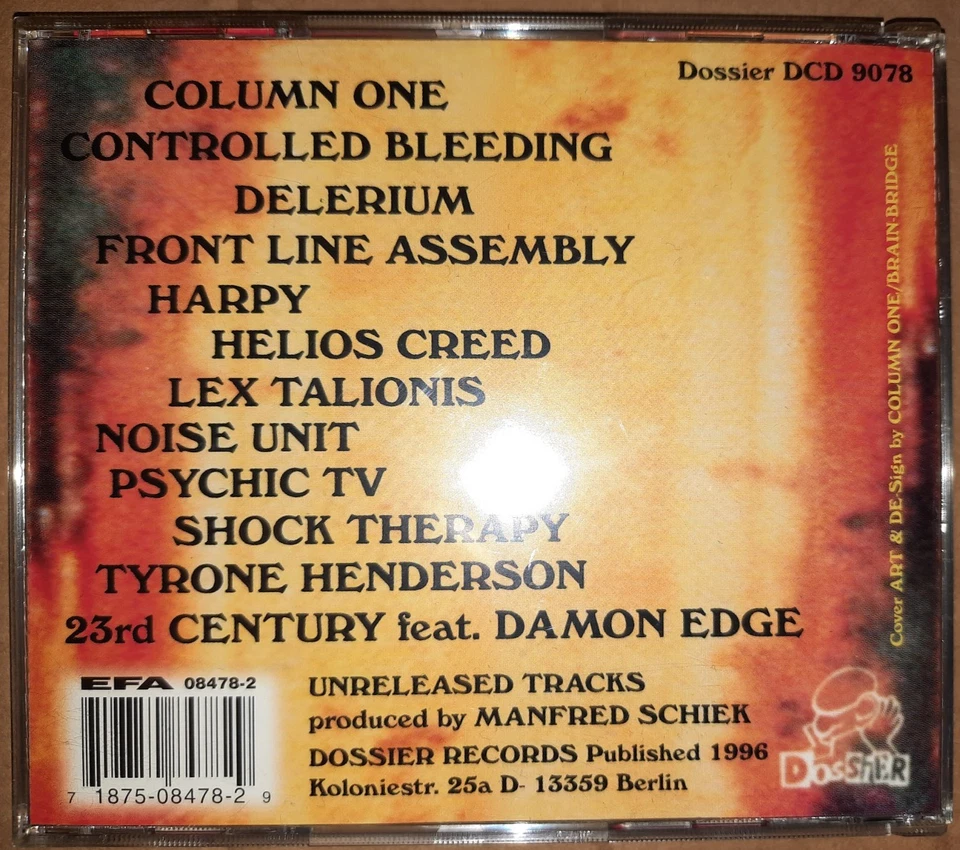 Dossier DCD 9078
COLUMN ONE
CONTROLLED BLEEDING
DELERIUM
FRONT LINE ASSEMBLY
HARPY
HELIOS CREED
LEX TALIONIS
NOISE UNIT
PSYCHIC TV
SHOCK THERAPY
TYRONE HENDERSON
23rd CENTURY feat. DAMON EDGE
Cover ART & DE-Sign by COLUMN ONE/BRAIN-BRIDGE
EFA 08478-2
7 1875-08478-2 9
UNRELEASED TRACKS
produced by MANFRED SCHIEK
DOSSIER RECORDS Published 1996
Koloniestr. 25a D- 13359 Berlin
DOSSIER